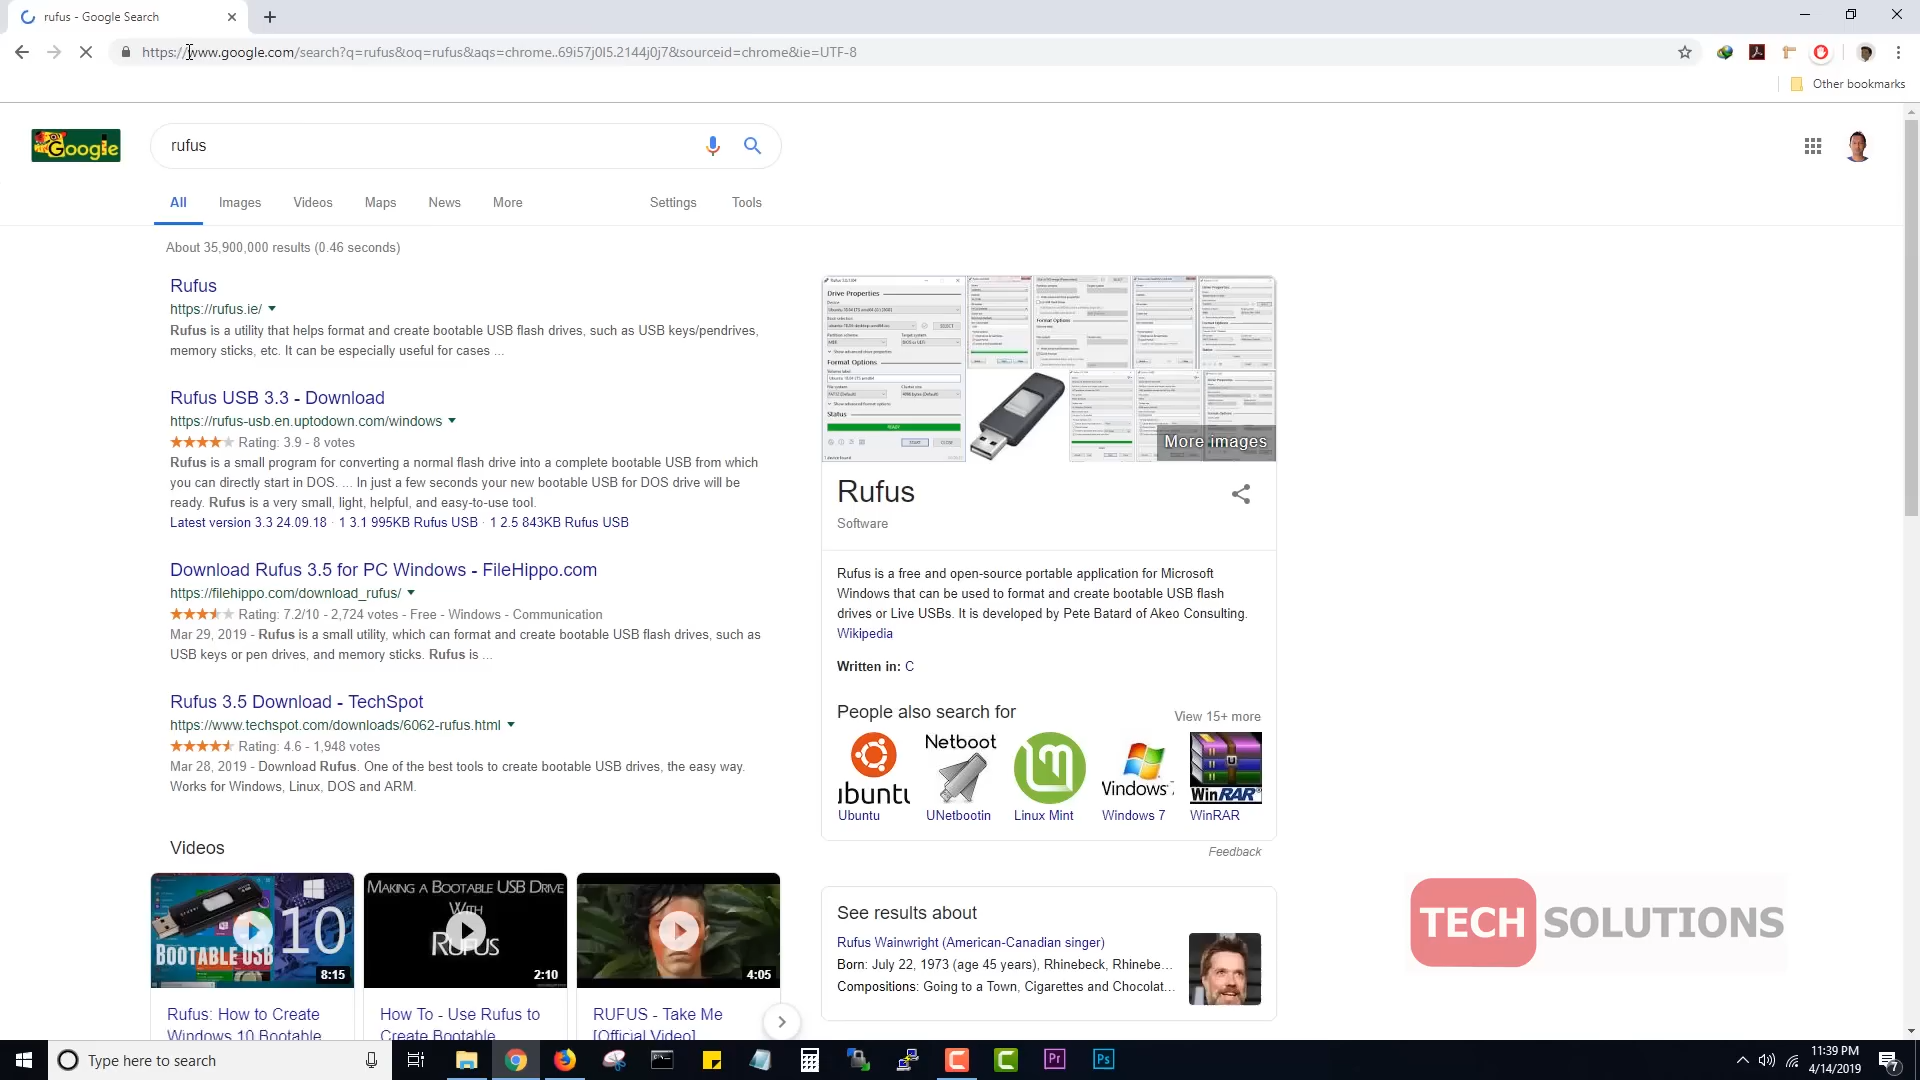 rufus - Google Search
https://www.google.com/search?q=rufus&oq=rufus&aqs=chrome..69i57j0l5.2144j0j7&sourceid=chrome&ie=UTF-8
Other bookmarks
Google
rufus
All
Images
Videos
Maps
News
More
Settings
Tools
About 35,900,000 results (0.46 seconds)
Rufus
https://rufus.ie/
Rufus is a utility that helps format and create bootable USB flash drives, such as USB keys/pendrives,
memory sticks, etc. It can be especially useful for cases ...
Rufus USB 3.3 - Download
https://rufus-usb.en.uptodown.com/windows
Rating: 3.9 - 8 votes
Rufus is a small program for converting a normal flash drive into a complete bootable USB from which
you can directly start in DOS. ... In just a few seconds your new bootable USB for DOS drive will be
ready. Rufus is a very small, light, helpful, and easy-to-use tool.
Latest version 3.3 24.09.18 · 1 3.1 995KB Rufus USB · 1 2.5 843KB Rufus USB
Download Rufus 3.5 for PC Windows - FileHippo.com
https://filehippo.com/download_rufus/
Rating: 7.2/10 - 2,724 votes - Free - Windows - Communication
Mar 29, 2019 - Rufus is a small utility, which can format and create bootable USB flash drives, such as
USB keys or pen drives, and memory sticks. Rufus is ...
Rufus 3.5 Download - TechSpot
https://www.techspot.com/downloads/6062-rufus.html
Rating: 4.6 - 1,948 votes
Mar 28, 2019 - Download Rufus. One of the best tools to create bootable USB drives, the easy way.
Works for Windows, Linux, DOS and ARM.
Videos
BOOTABLE USB
10
8:15
Rufus: How to Create
Windows 10 Bootable
MAKING A BOOTABLE USB DRIVE
WITH
RUFUS
2:10
How To - Use Rufus to
Create Bootable
4:05
RUFUS - Take Me
[Official Video]
Drive Properties
Format Options
Status
READY
START
CLOSE
More images
Rufus
Software
Rufus is a free and open-source portable application for Microsoft
Windows that can be used to format and create bootable USB flash
drives or Live USBs. It is developed by Pete Batard of Akeo Consulting.
Wikipedia
Written in: C
People also search for
View 15+ more
ubuntu
Ubuntu
Netboot
UNetbootin
Linux Mint
Windows 7
Windows 7
WinRAR
WinRAR
Feedback
See results about
Rufus Wainwright (American-Canadian singer)
Born: July 22, 1973 (age 45 years), Rhinebeck, Rhinebe...
Compositions: Going to a Town, Cigarettes and Chocolat...
TECH SOLUTIONS
Type here to search
Pr
Ps
11:39 PM
4/14/2019
7